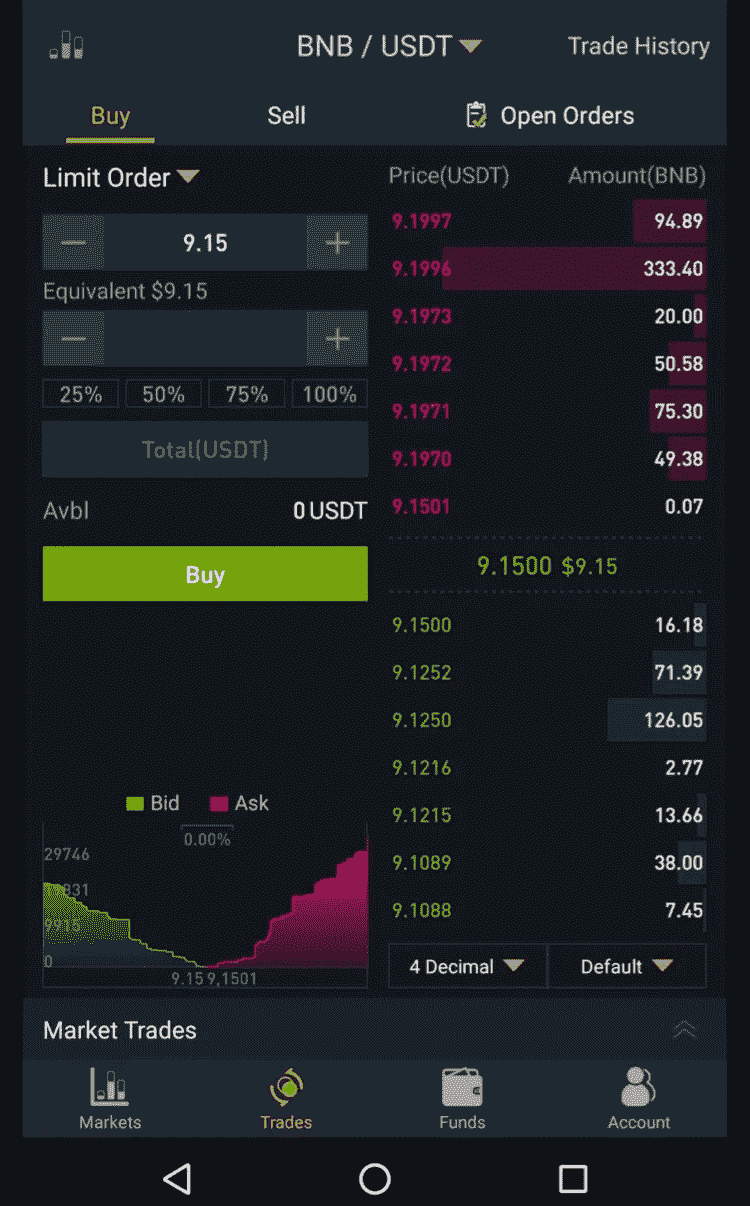 BNB / USDT
Trade History
Buy
Sell
Open Orders
Limit Order
− 9.15 +
Equivalent $9.15
− +
25% 50% 75% 100%
Total(USDT)
Avbl 0 USDT
Buy
Price(USDT) Amount(BNB)
9.1997 94.89
9.1996 333.40
9.1973 20.00
9.1972 50.58
9.1971 75.30
9.1970 49.38
9.1501 0.07
9.1500 $9.15
9.1500 16.18
9.1252 71.39
9.1250 126.05
9.1216 2.77
9.1215 13.66
9.1089 38.00
9.1088 7.45
4 Decimal Default
Bid Ask
0.00%
29746
9915
0
9.15 9,1501
Market Trades
Markets Trades Funds Account